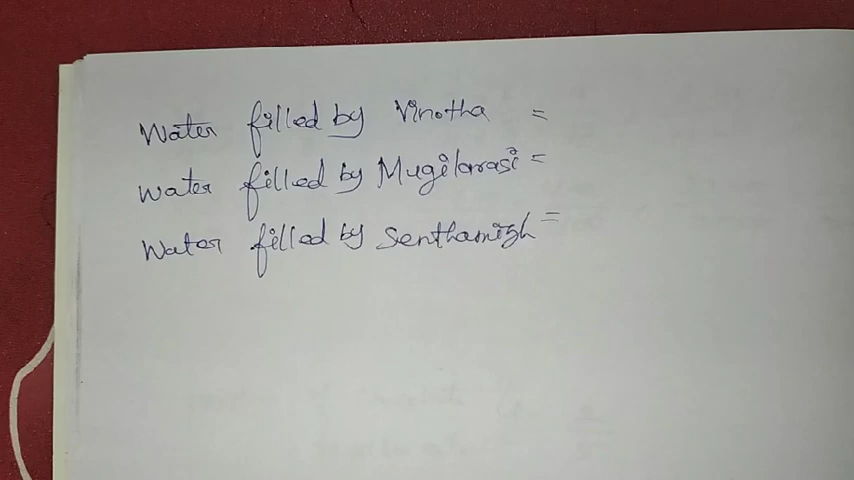 Water filled by Vinotha =
Water filled by Mugilarasi =
Water filled by Senthamizh =